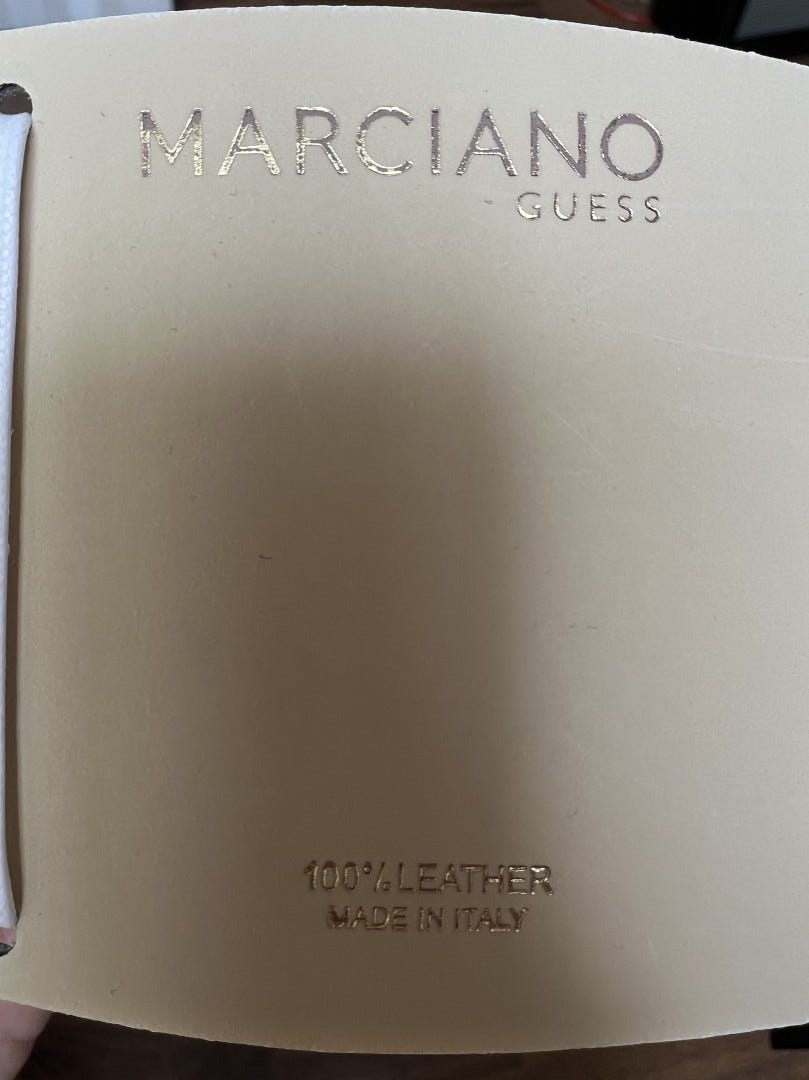 MARCIANO
GUESS
100% LEATHER
MADE IN ITALY